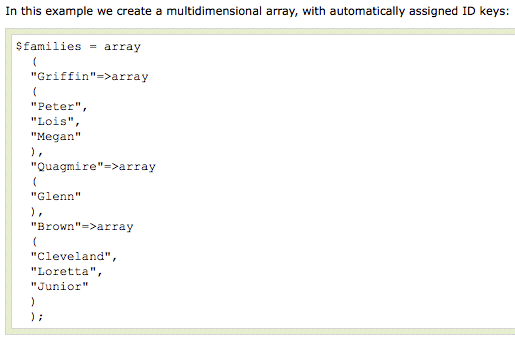 In this example we create a multidimensional array, with automatically assigned ID keys:
$families = array
(
"Griffin"=>array
(
"Peter",
"Lois",
"Megan"
),
"Quagmire"=>array
(
"Glenn"
),
"Brown"=>array
(
"Cleveland",
"Loretta",
"Junior"
)
);